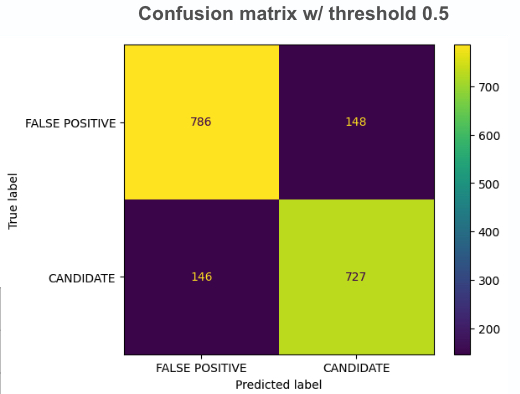 Confusion matrix w/ threshold 0.5
FALSE POSITIVE
786
148
CANDIDATE
146
727
True label
FALSE POSITIVE
CANDIDATE
Predicted label
700
600
500
400
300
200